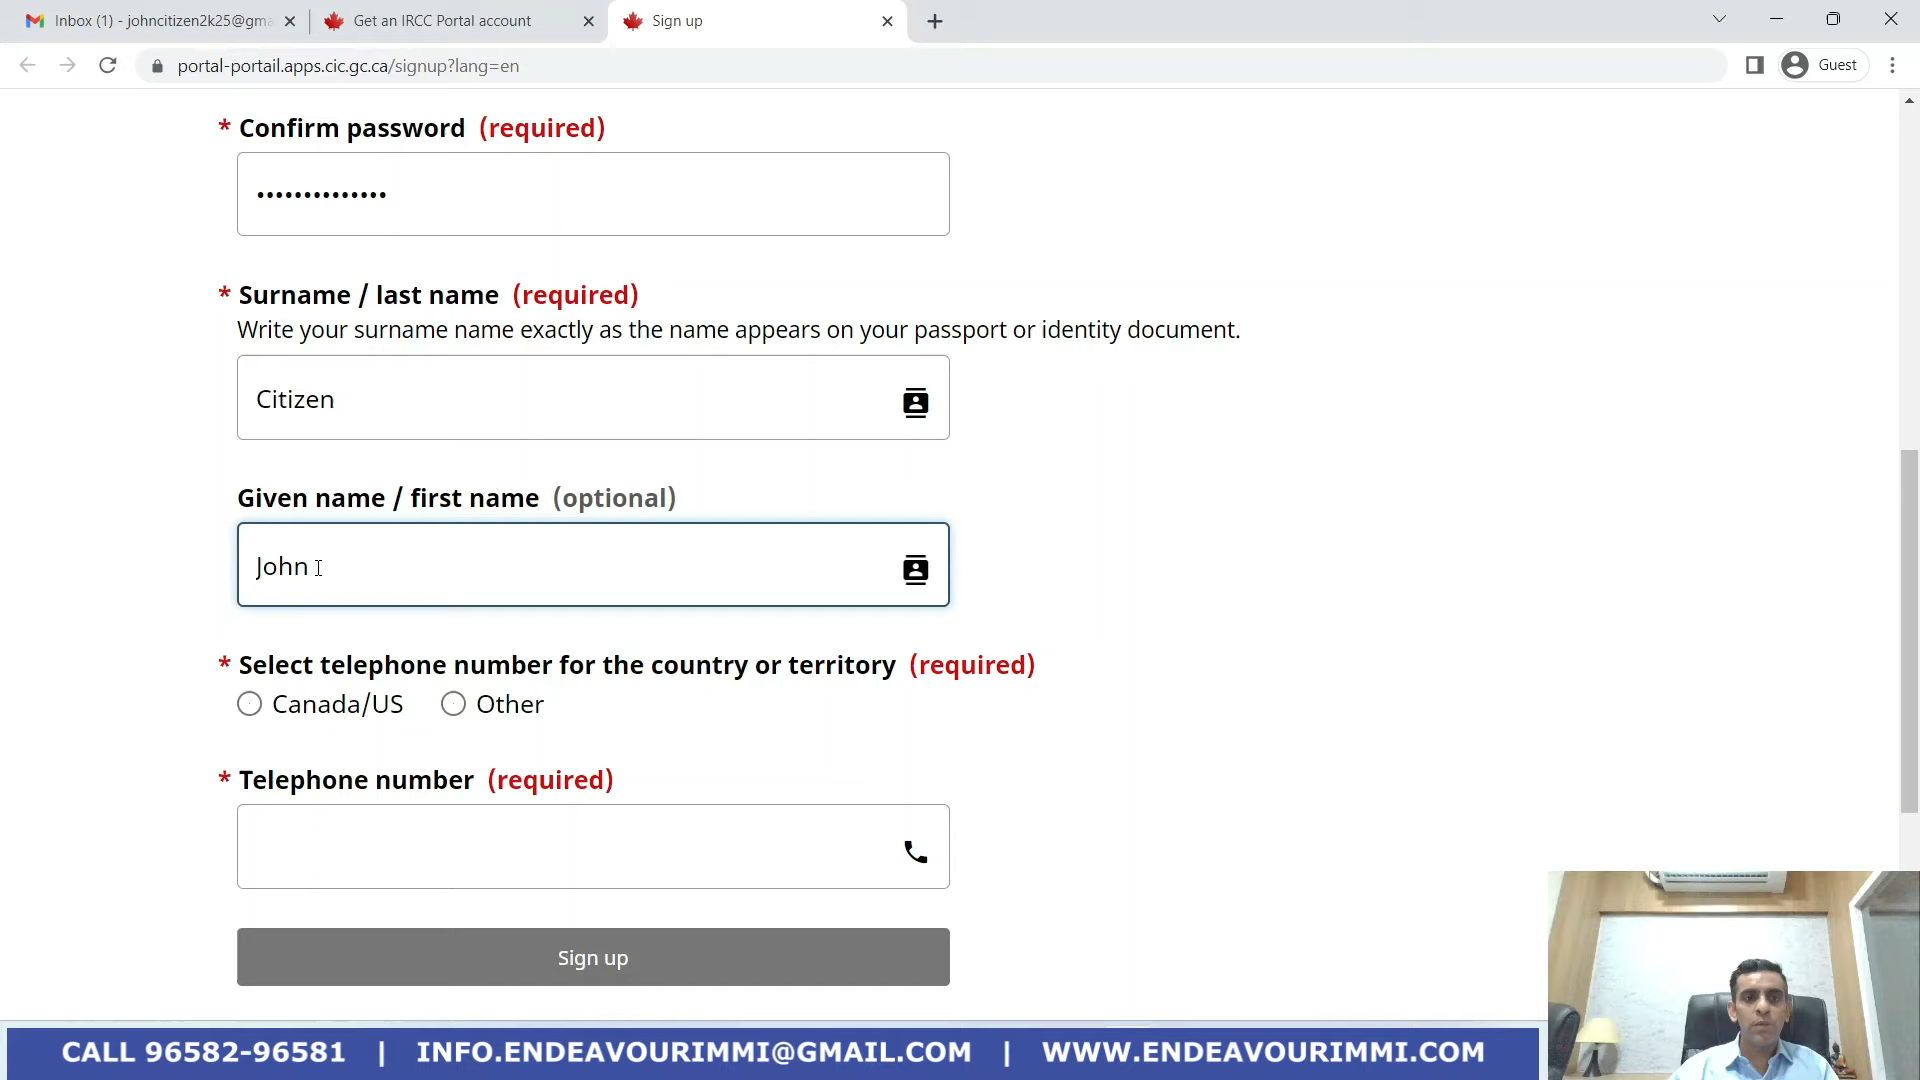 Inbox (1) - johncitizen2k25@gma
Get an IRCC Portal account
Sign up
portal-portail.apps.cic.gc.ca/signup?lang=en
Guest
* Confirm password (required)
••••••••••••••
* Surname / last name (required)
Write your surname name exactly as the name appears on your passport or identity document.
Citizen
Given name / first name (optional)
John
* Select telephone number for the country or territory (required)
Canada/US Other
* Telephone number (required)
Sign up
CALL 96582-96581 | INFO.ENDEAVOURIMMI@GMAIL.COM | WWW.ENDEAVOURIMMI.COM